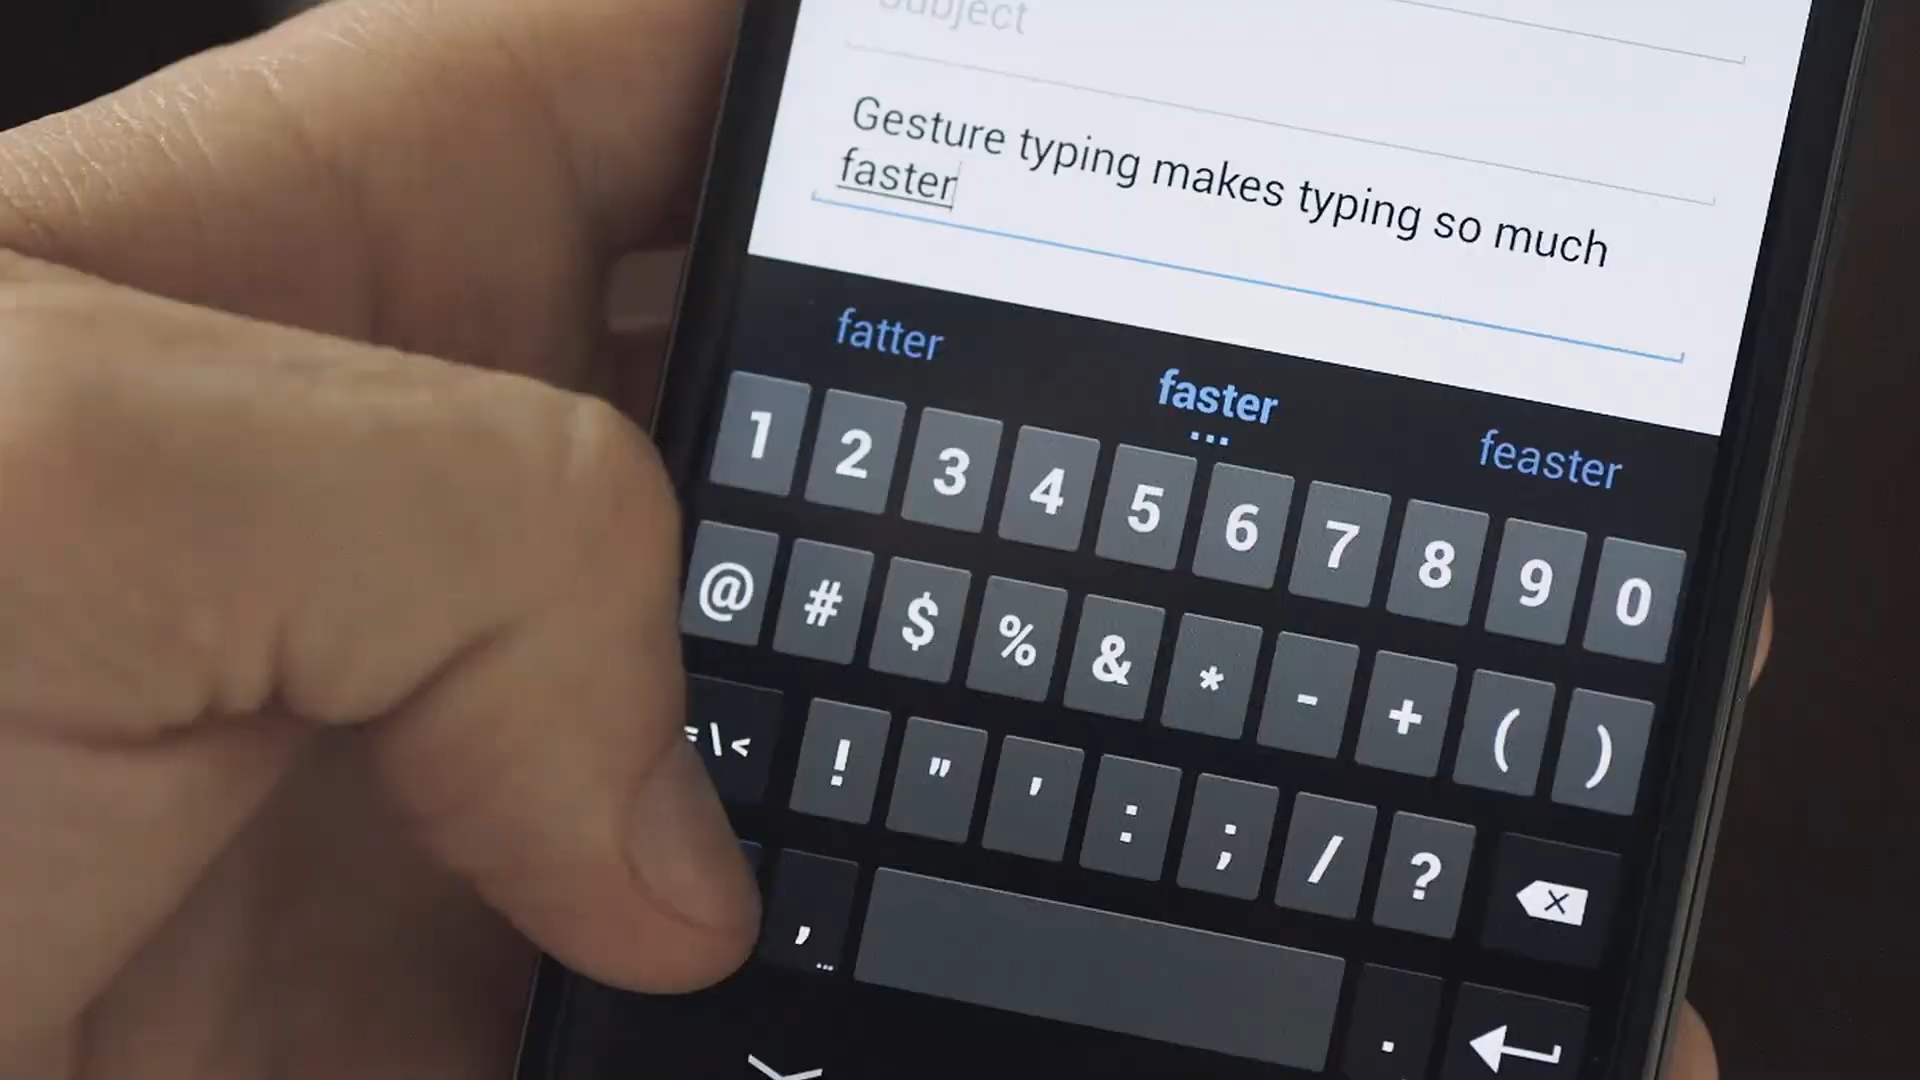 Subject
Gesture typing makes typing so much
faster
fatter faster feaster
1 2 3 4 5 6 7 8 9 0
@ # $ % & * - + ( )
=\< ! " ' : ; / ?
, .